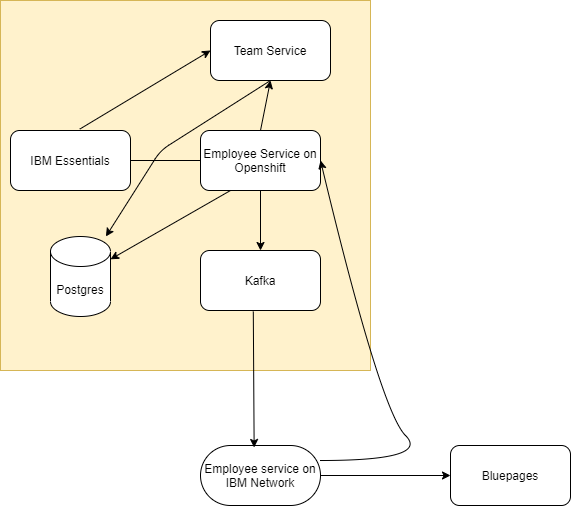 Team Service
IBM Essentials
Employee Service on
Openshift
Postgres
Kafka
Employee service on
IBM Network
Bluepages